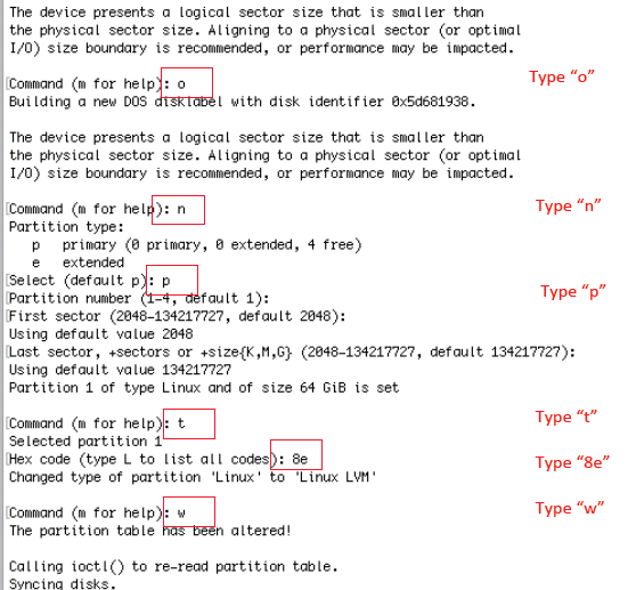 The device presents a logical sector size that is smaller than
the physical sector size. Aligning to a physical sector (or optimal
I/O) size boundary is recommended, or performance may be impacted.
[Command (m for help): o
Type “o”
Building a new DOS disklabel with disk identifier 0x5d681938.
The device presents a logical sector size that is smaller than
the physical sector size. Aligning to a physical sector (or optimal
I/O) size boundary is recommended, or performance may be impacted.
[Command (m for help): n
Type “n”
Partition type:
p primary (0 primary, 0 extended, 4 free)
e extended
[Select (default p): p
Type “p”
[Partition number (1-4, default 1):
[First sector (2048-134217727, default 2048):
Using default value 2048
[Last sector, +sectors or +size{K,M,G} (2048-134217727, default 134217727):
Using default value 134217727
Partition 1 of type Linux and of size 64 GiB is set
[Command (m for help): t
Type “t”
Selected partition 1
[Hex code (type L to list all codes): 8e
Type “8e”
Changed type of partition 'Linux' to 'Linux LVM'
[Command (m for help): w
Type “w”
The partition table has been altered!
Calling ioctl() to re-read partition table.
Syncing disks.